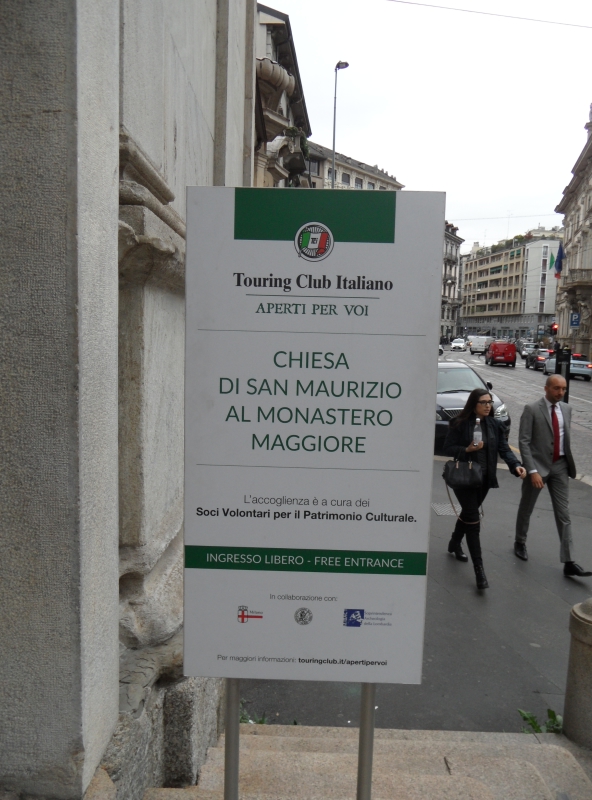 Touring Club Italiano
APERTI PER VOI
CHIESA
DI SAN MAURIZIO
AL MONASTERO
MAGGIORE
L'accoglienza è a cura dei
Soci Volontari per il Patrimonio Culturale.
INGRESSO LIBERO - FREE ENTRANCE
In collaborazione con:
Per maggiori informazioni: touringclub.it/apertipervoi